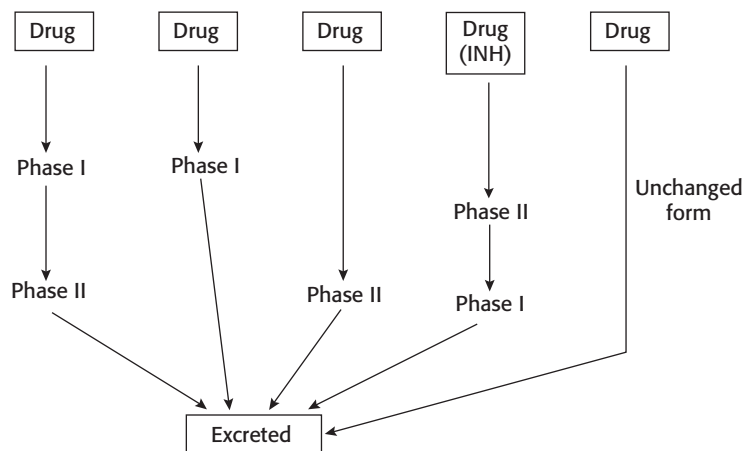 Drug
Drug
Drug
Drug
(INH)
Drug
Phase I
Phase I
Unchanged
form
Phase II
Phase II
Phase II
Phase I
Excreted